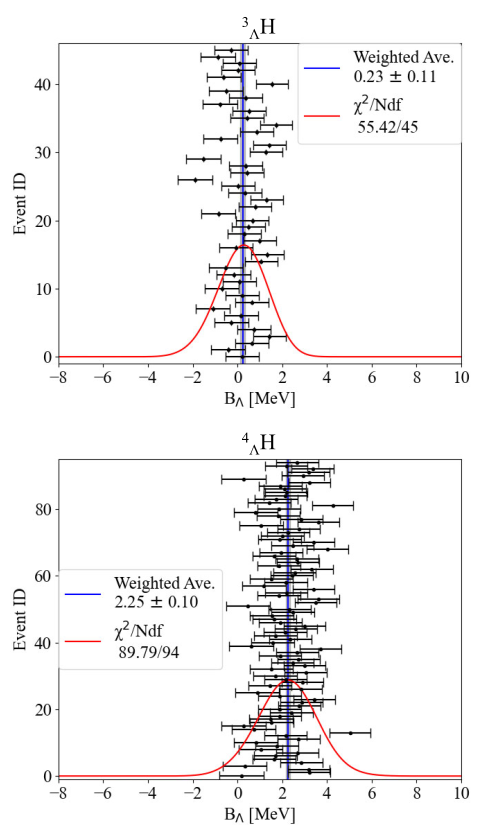 ³ΛH
Weighted Ave.
0.23 ± 0.11
χ²/Ndf
55.42/45
40
30
20
10
0
Event ID
−8 −6 −4 −2 0 2 4 6 8 10
BΛ [MeV]
⁴ΛH
80
60
40
20
0
Event ID
Weighted Ave.
2.25 ± 0.10
χ²/Ndf
89.79/94
−8 −6 −4 −2 0 2 4 6 8 10
BΛ [MeV]